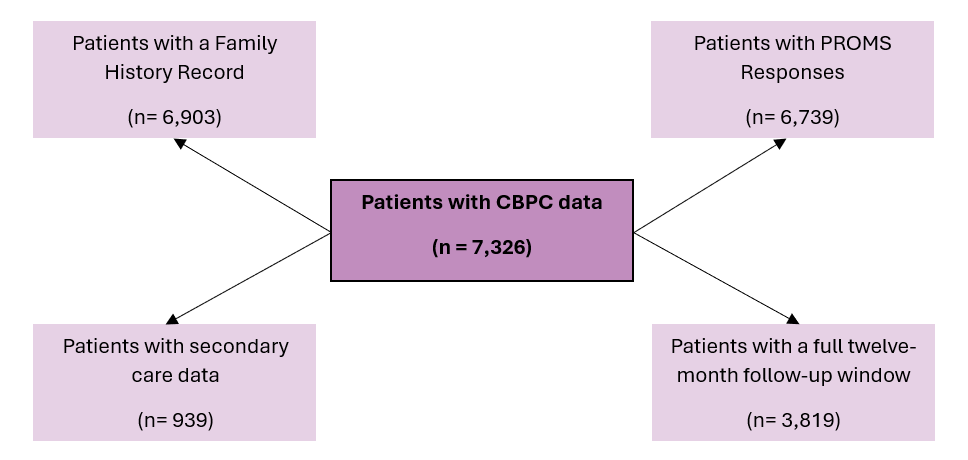 Patients with a Family
History Record
(n= 6,903)
Patients with PROMS
Responses
(n= 6,739)
Patients with CBPC data
(n = 7,326)
Patients with secondary
care data
(n= 939)
Patients with a full twelve-
month follow-up window
(n= 3,819)